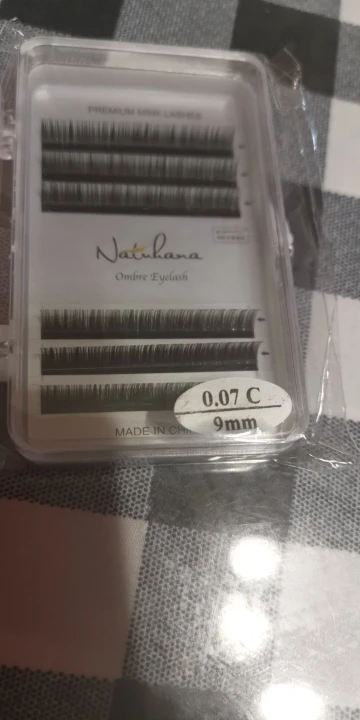 PREMIUM MINK LASHES
Natuhana
Ombre Eyelash
0.07 C
9mm
MADE IN CHI